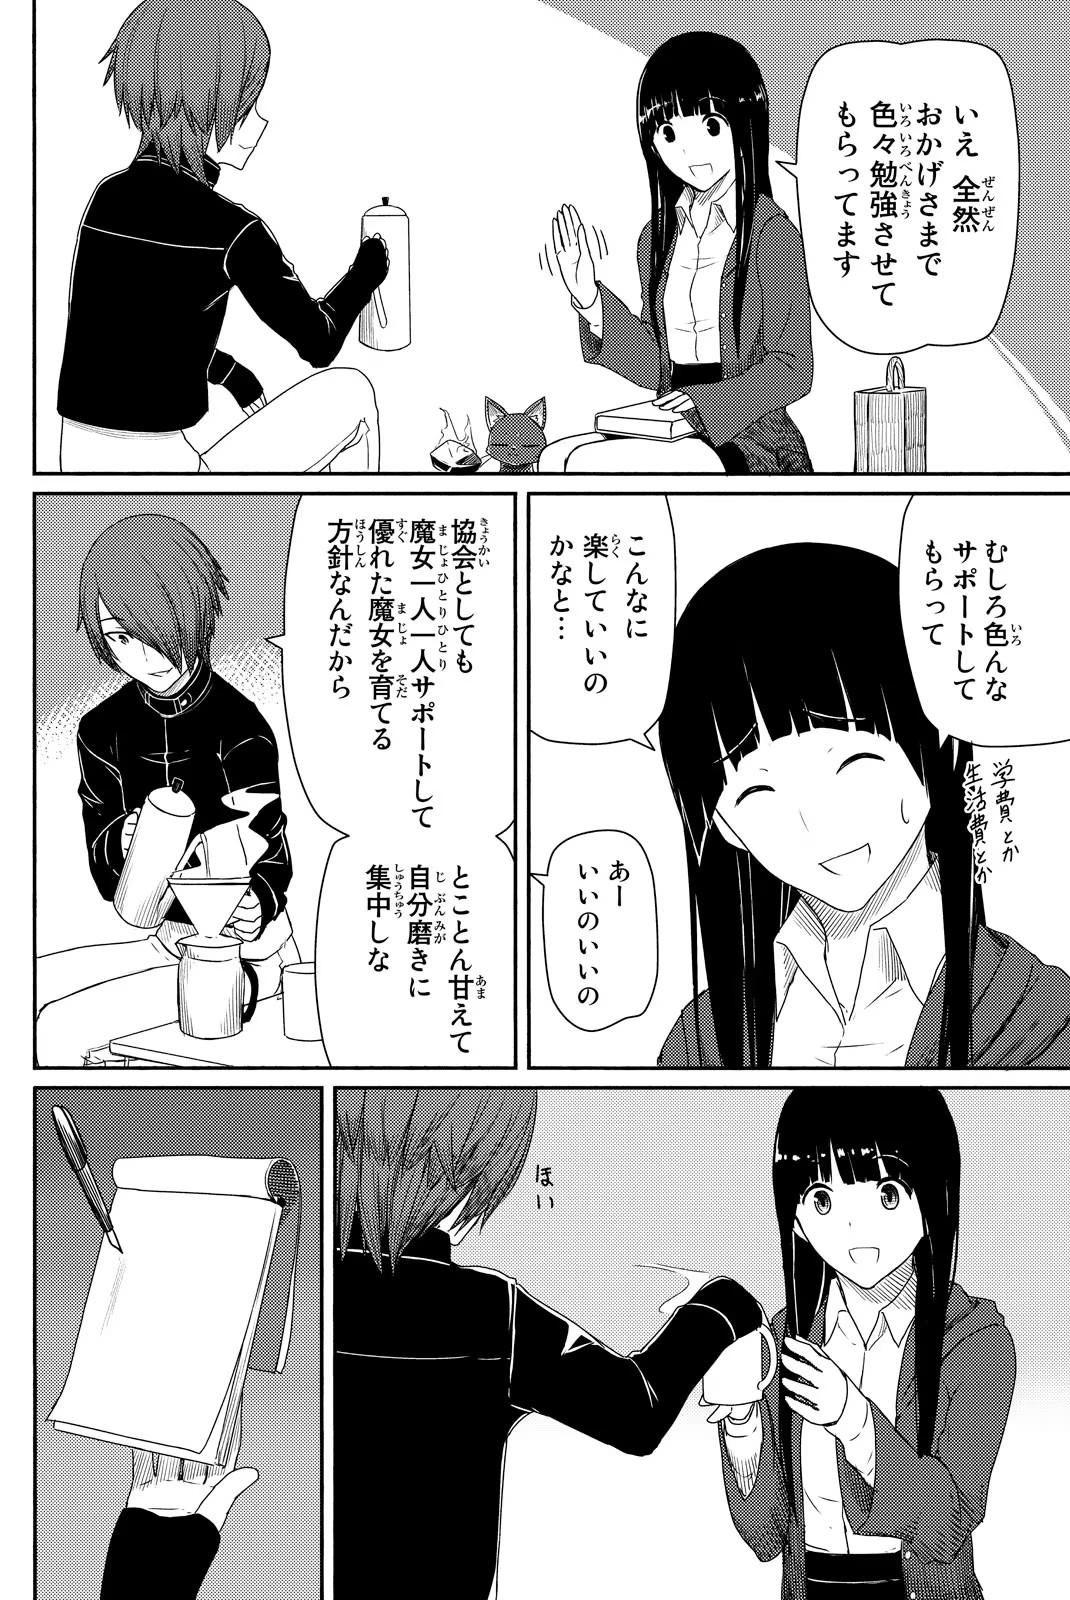 いえ 全然
おかげさまで
色々勉強させて
もらってます
むしろ色んな
サポートして
もらって
学費とか
生活費とか
こんなに
楽していいの
かなと…
あー
いいのいいの
協会としても
魔女一人一人サポートして
優れた魔女を育てる
方針なんだから
とことん甘えて
自分磨きに
集中しな
ほい